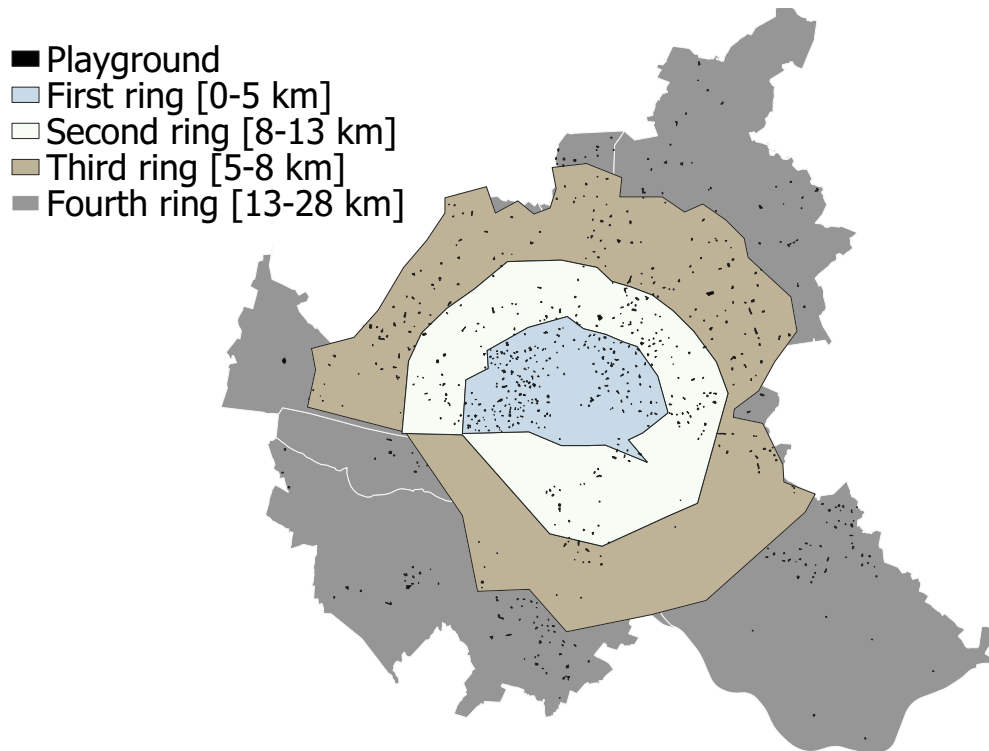 Playground
First ring [0-5 km]
Second ring [8-13 km]
Third ring [5-8 km]
Fourth ring [13-28 km]